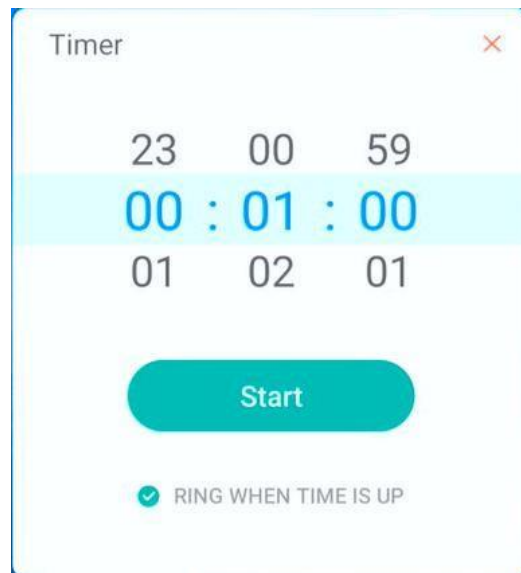 Timer
23 00 59
00 : 01 : 00
01 02 01
Start
RING WHEN TIME IS UP